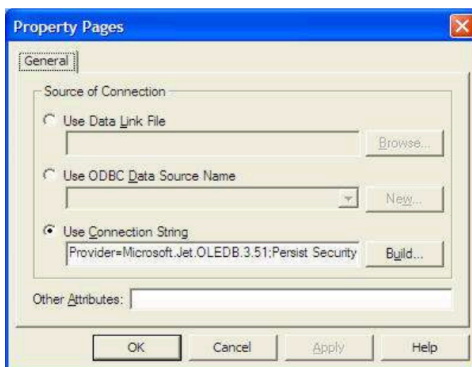 Property Pages
General
Source of Connection
Use Data Link File
Browse...
Use ODBC Data Source Name
New...
Use Connection String
Provider=Microsoft.Jet.OLEDB.3.51;Persist Security
Build...
Other Attributes:
OK Cancel Apply Help